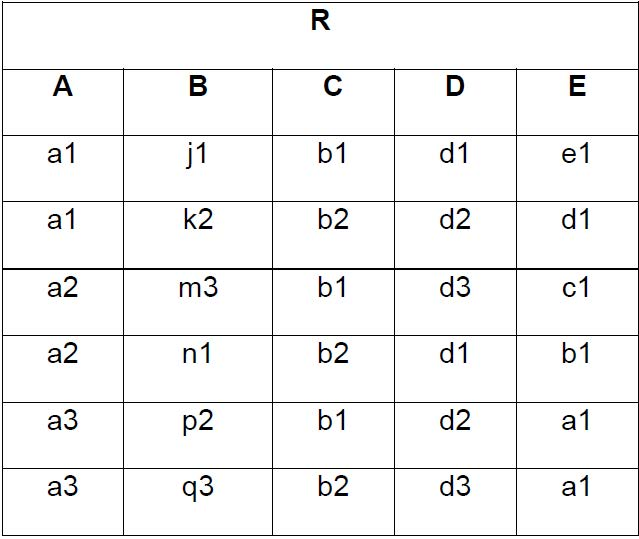 R
A B C D E
a1 j1 b1 d1 e1
a1 k2 b2 d2 d1
a2 m3 b1 d3 c1
a2 n1 b2 d1 b1
a3 p2 b1 d2 a1
a3 q3 b2 d3 a1